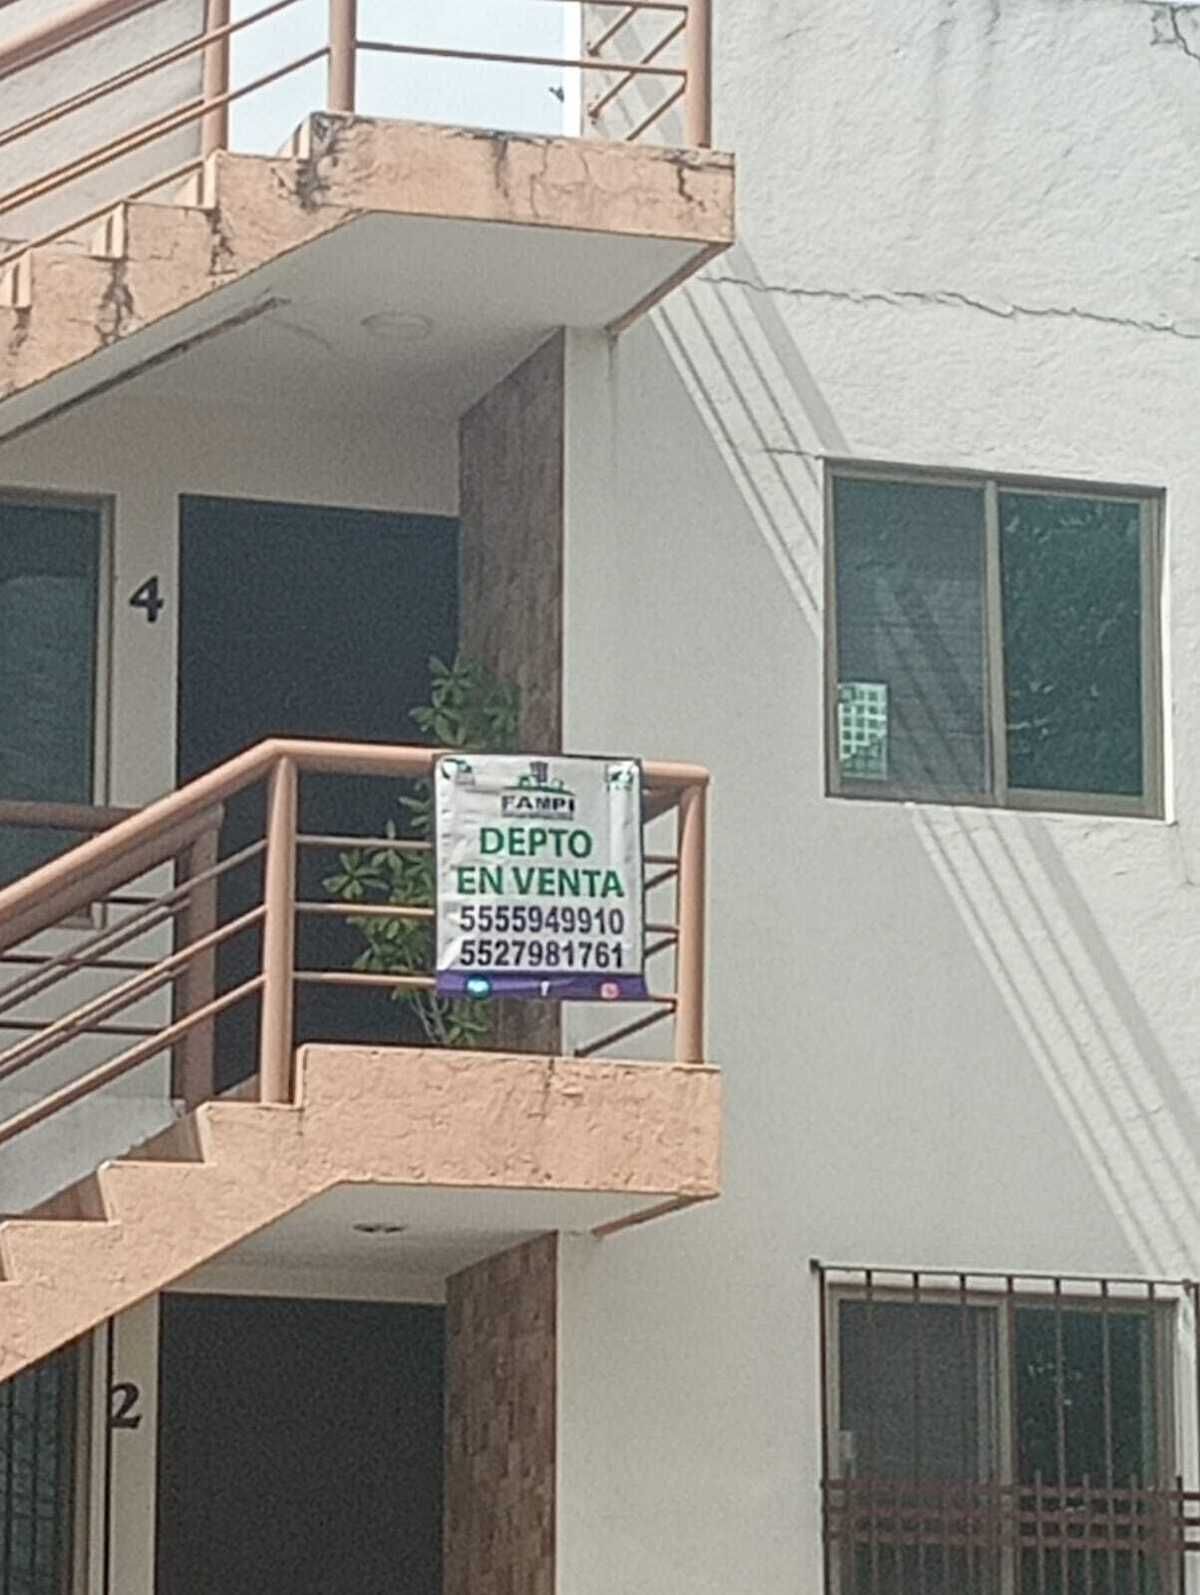 4
FAMPI
DEPTO
EN VENTA
5555949910
5527981761
2